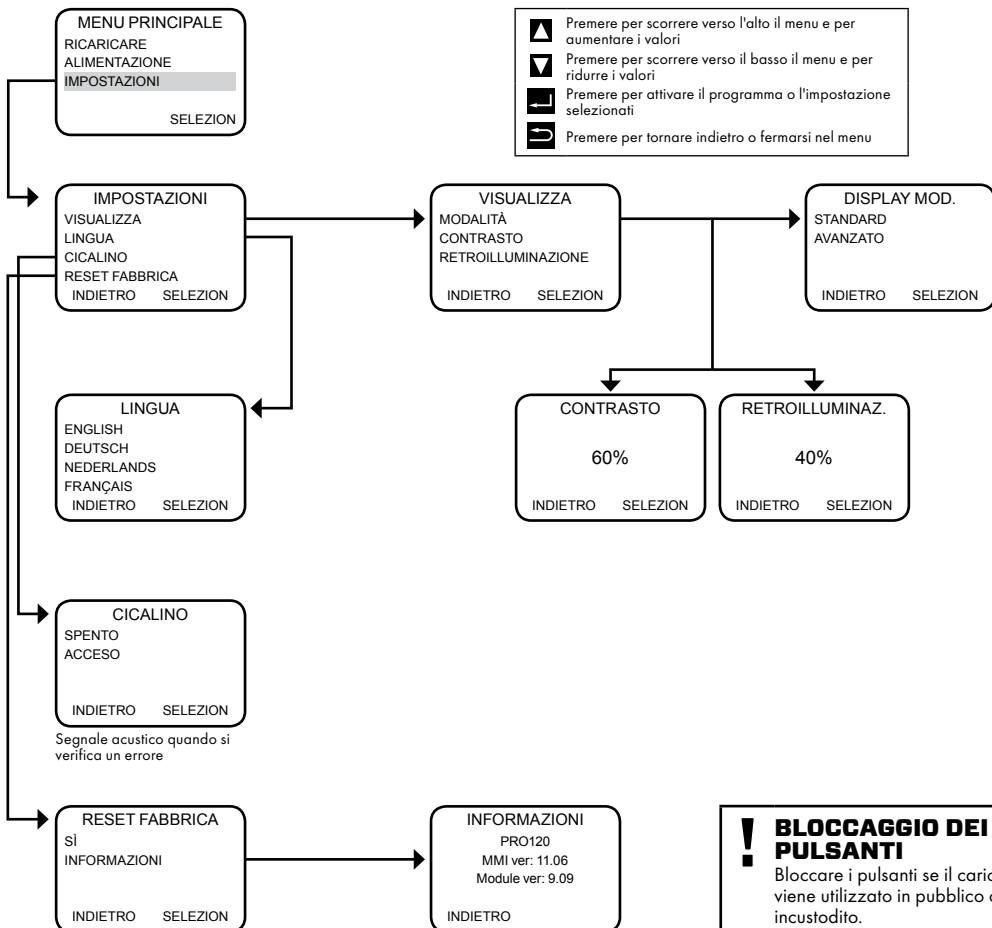 MENU PRINCIPALE
RICARICARE
ALIMENTAZIONE
IMPOSTAZIONI
SELEZION
Premere per scorrere verso l'alto il menu e per
aumentare i valori
Premere per scorrere verso il basso il menu e per
ridurre i valori
Premere per attivare il programma o l'impostazione
selezionati
Premere per tornare indietro o fermarsi nel menu
IMPOSTAZIONI
VISUALIZZA
LINGUA
CICALINO
RESET FABBRICA
INDIETRO SELEZION
VISUALIZZA
MODALITÀ
CONTRASTO
RETROILLUMINAZIONE
INDIETRO SELEZION
DISPLAY MOD.
STANDARD
AVANZATO
INDIETRO SELEZION
LINGUA
ENGLISH
DEUTSCH
NEDERLANDS
FRANÇAIS
INDIETRO SELEZION
CONTRASTO
60%
INDIETRO SELEZION
RETROILLUMINAZ.
40%
INDIETRO SELEZION
CICALINO
SPENTO
ACCESO
INDIETRO SELEZION
Segnale acustico quando si
verifica un errore
RESET FABBRICA
SÌ
INFORMAZIONI
INDIETRO SELEZION
INFORMAZIONI
PRO120
MMI ver: 11.06
Module ver: 9.09
INDIETRO
! BLOCCAGGIO DEI
PULSANTI
Bloccare i pulsanti se il
viene utilizzato in pubblico
incustodito.